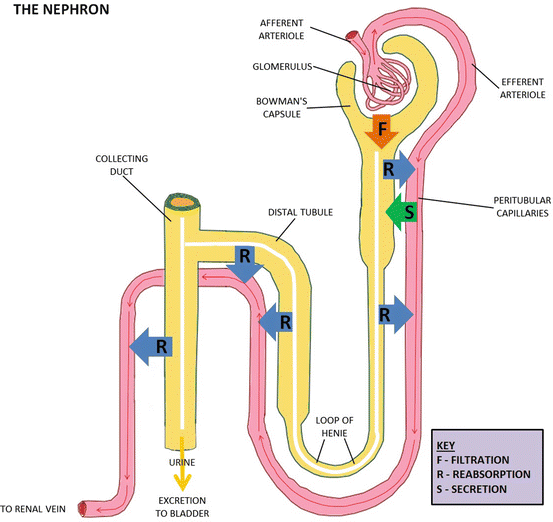 THE NEPHRON
AFFERENT
ARTERIOLE
GLOMERULUS
BOWMAN'S
CAPSULE
EFFERENT
ARTERIOLE
F
R
S
COLLECTING
DUCT
DISTAL TUBULE
PERITUBULAR
CAPILLARIES
R
R
R
R
LOOP OF
HENIE
URINE
EXCRETION
TO BLADDER
TO RENAL VEIN
KEY
F - FILTRATION
R - REABSORPTION
S - SECRETION